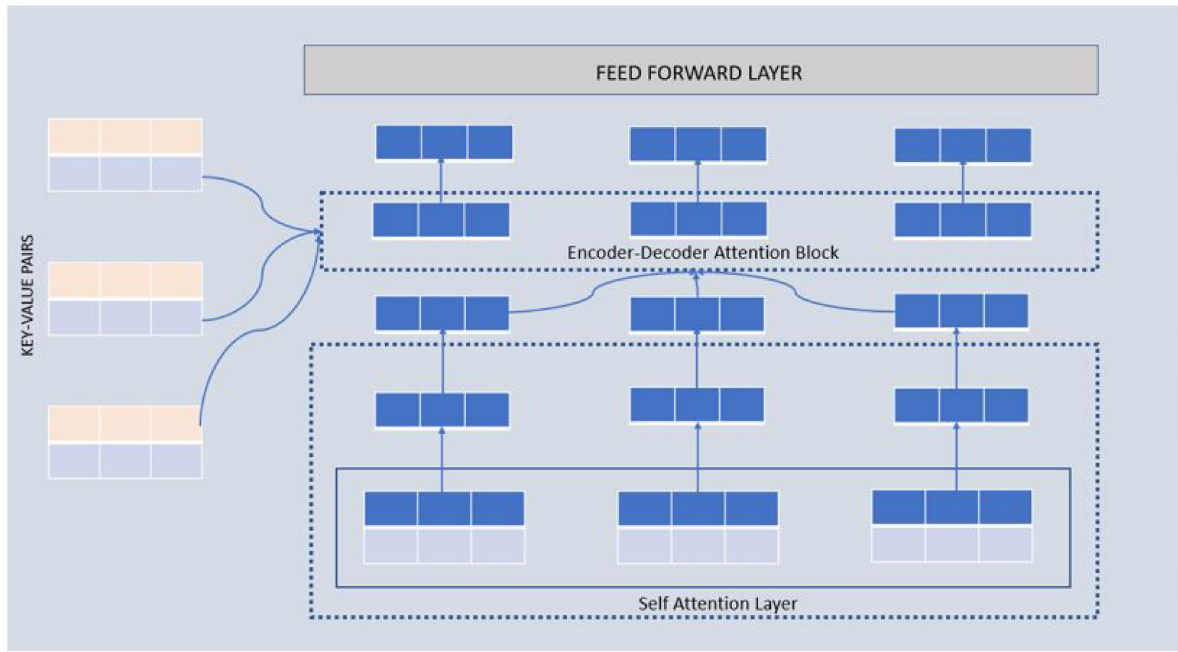 FEED FORWARD LAYER
KEY-VALUE PAIRS
Encoder-Decoder Attention Block
Self Attention Layer